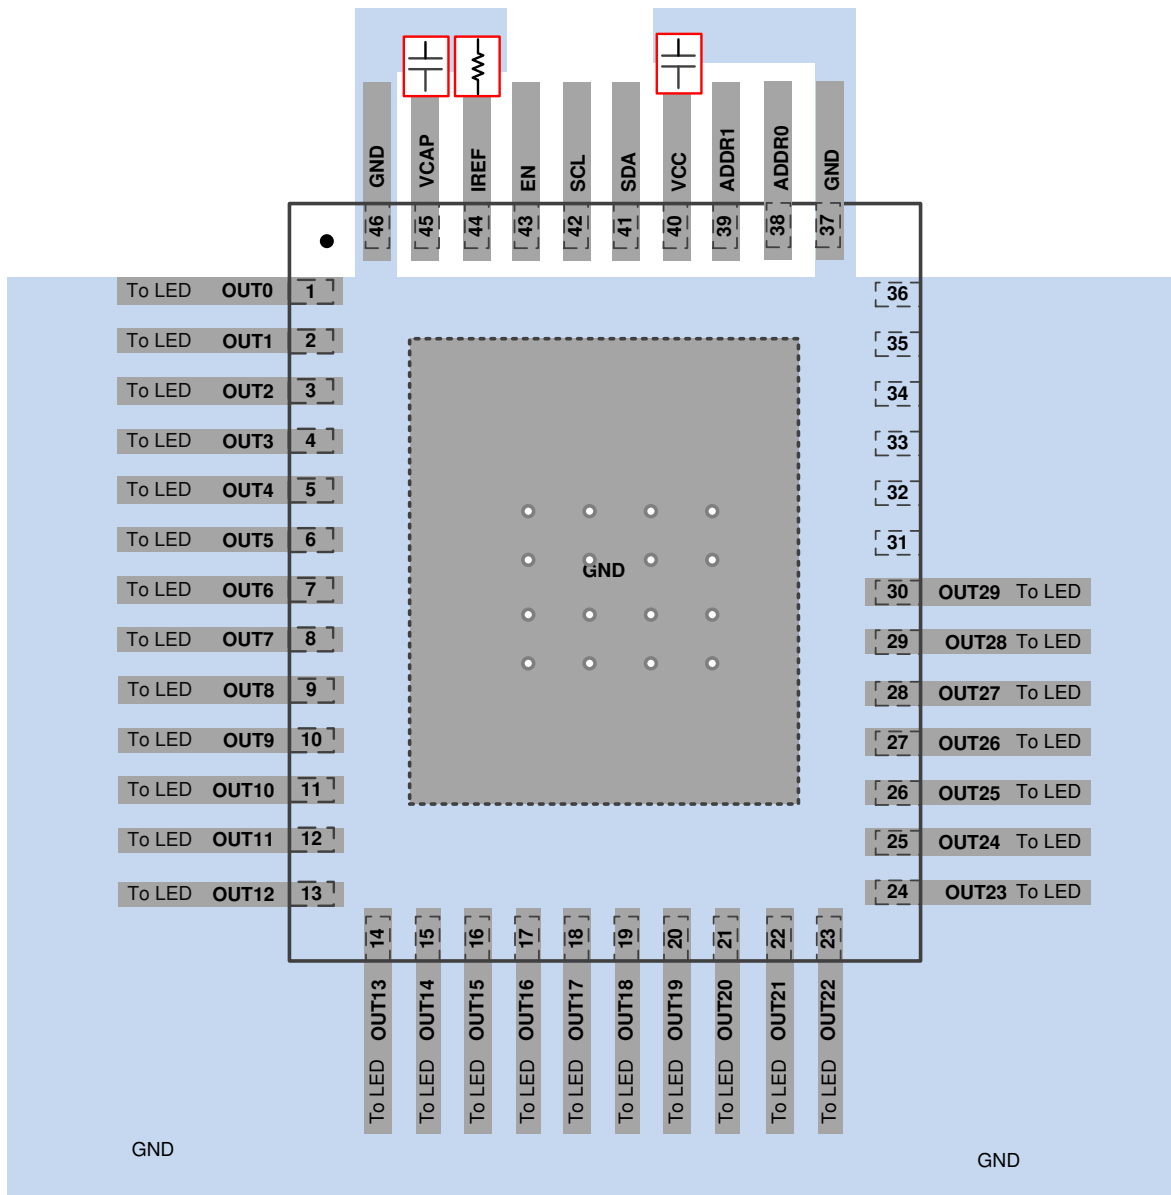 GND
VCAP
IREF
EN
SCL
SDA
VCC
ADDR1
ADDR0
GND
46
45
44
43
42
41
40
39
38
37
To LED OUT0 1
To LED OUT1 2
To LED OUT2 3
To LED OUT3 4
To LED OUT4 5
To LED OUT5 6
To LED OUT6 7
To LED OUT7 8
To LED OUT8 9
To LED OUT9 10
To LED OUT10 11
To LED OUT11 12
To LED OUT12 13
GND
36
35
34
33
32
31
30 OUT29 To LED
29 OUT28 To LED
28 OUT27 To LED
27 OUT26 To LED
26 OUT25 To LED
25 OUT24 To LED
24 OUT23 To LED
To LED OUT13 14
To LED OUT14 15
To LED OUT15 16
To LED OUT16 17
To LED OUT17 18
To LED OUT18 19
To LED OUT19 20
To LED OUT20 21
To LED OUT21 22
To LED OUT22 23
GND
GND